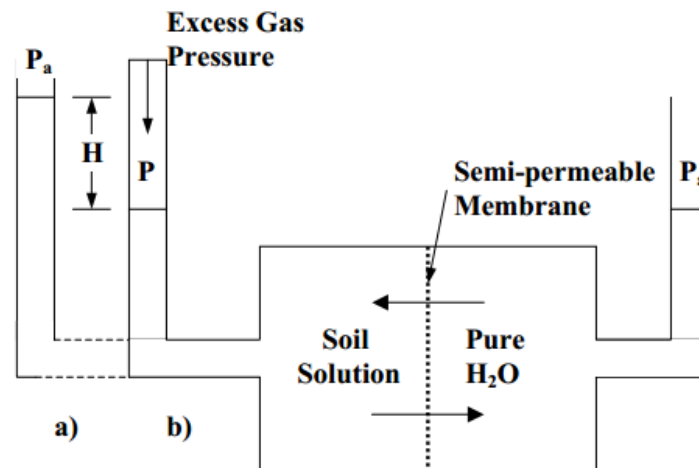 Excess Gas
Pressure
Pa
H
P
Semi-permeable
Membrane
P
Soil
Solution
Pure
H₂O
a)
b)